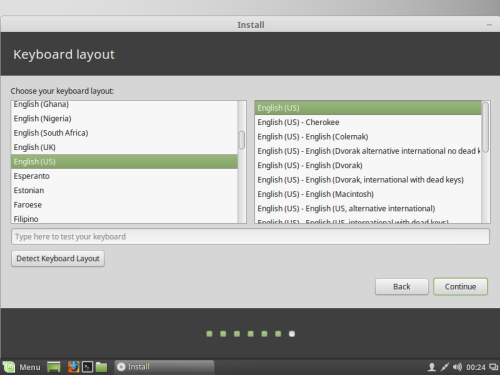 Install
Keyboard layout
Choose your keyboard layout:
English (Ghana)
English (Nigeria)
English (South Africa)
English (UK)
English (US)
Esperanto
Estonian
Faroese
Filipino
English (US)
English (US) - Cherokee
English (US) - English (Colemak)
English (US) - English (Dvorak alternative international no dead k
English (US) - English (Dvorak)
English (US) - English (Dvorak, international with dead keys)
English (US) - English (Macintosh)
English (US) - English (US, alternative international)
English (US) - English (US, international with dead keys)
Type here to test your keyboard
Detect Keyboard Layout
Back
Continue
Menu
Install
00:24